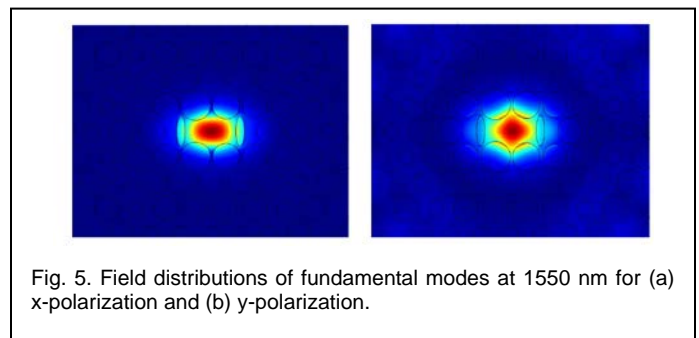 Fig. 5. Field distributions of fundamental modes at 1550 nm for (a)
x-polarization and (b) y-polarization.